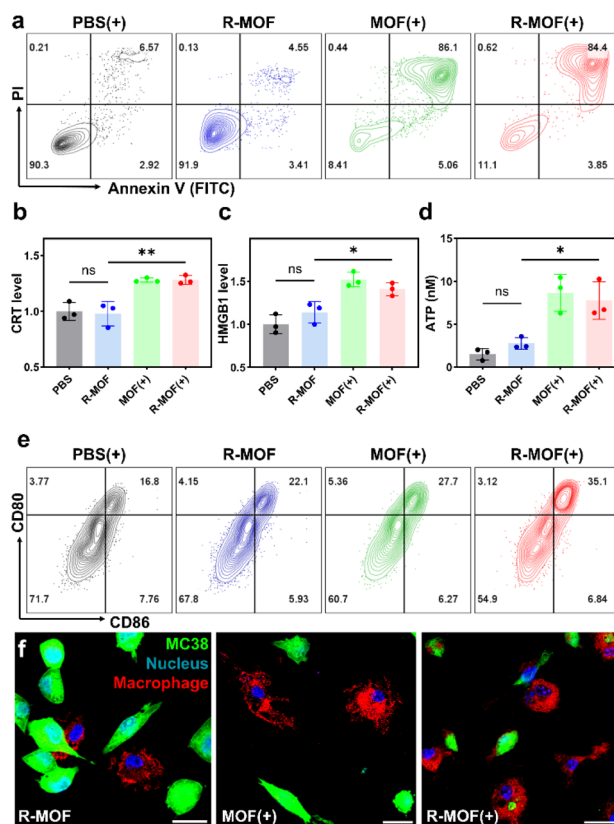 a
PBS(+) R-MOF MOF(+) R-MOF(+)
0.21 6.57 0.13 4.55 0.44 86.1 0.62 84.4
PI
90.3 2.92 91.9 3.41 8.41 5.06 11.1 3.85
Annexin V (FITC)
b c d
CRT level
1.5
1.0
0.5
ns
**
PBS
R-MOF
MOF(+)
R-MOF(+)
HMGB1 level
1.5
1.0
0.5
ns
*
PBS
R-MOF
MOF(+)
R-MOF(+)
ATP (nM)
15
10
5
0
ns
*
PBS
R-MOF
MOF(+)
R-MOF(+)
e
PBS(+) R-MOF MOF(+) R-MOF(+)
3.77 16.8 4.15 22.1 5.36 27.7 3.12 35.1
CD80
71.7 7.76 67.8 5.93 60.7 6.27 54.9 6.84
CD86
f
MC38
Nucleus
Macrophage
R-MOF MOF(+) R-MOF(+)